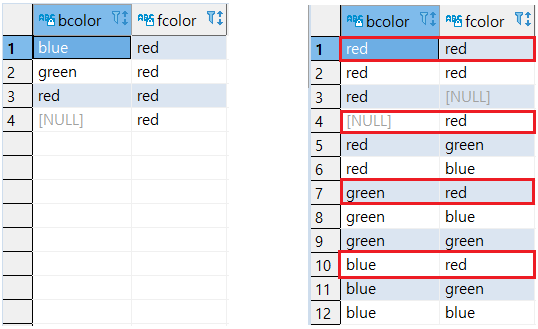 bcolor fcolor
1 blue red
2 green red
3 red red
4 [NULL] red
bcolor fcolor
1 red red
2 red red
3 red [NULL]
4 [NULL] red
5 red green
6 red blue
7 green red
8 green blue
9 green green
10 blue red
11 blue green
12 blue blue